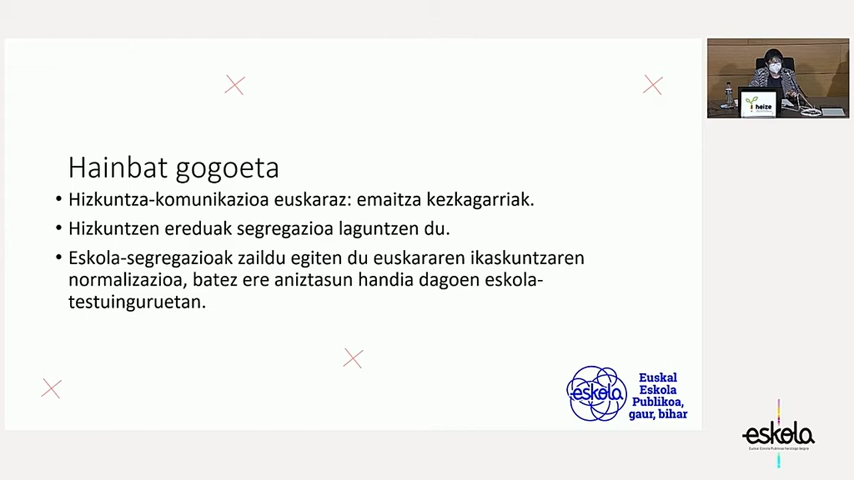 Hainbat gogoeta
• Hizkuntza-komunikazioa euskaraz: emaitza kezkagarriak.
• Hizkuntzen ereduak segregazioa laguntzen du.
• Eskola-segregazioak zaildu egiten du euskararen ikaskuntzaren
normalizazioa, batez ere aniztasun handia dagoen eskola-
testuinguruetan.
eskola
Euskal
Eskola
Publikoa,
gaur, bihar
heize
eskola